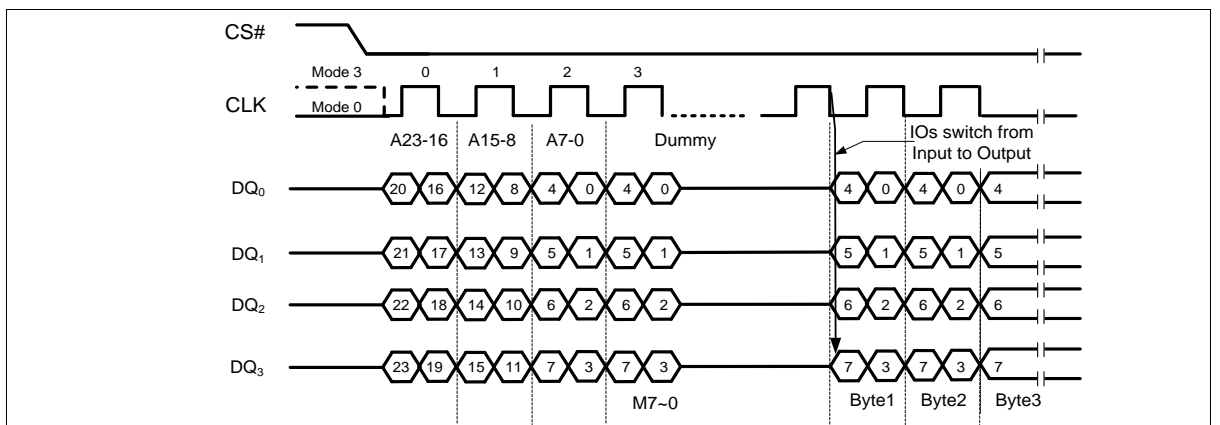 CS#
Mode 3 0 1 2 3
CLK Mode 0
A23-16 A15-8 A7-0 Dummy IOs switch from
Input to Output
DQ0 20 16 12 8 4 0 4 0 4 0 4 0 4
DQ1 21 17 13 9 5 1 5 1 5 1 5 1 5
DQ2 22 18 14 10 6 2 6 2 6 2 6 2 6
DQ3 23 19 15 11 7 3 7 3 7 3 7 3 7
M7~0 Byte1 Byte2 Byte3